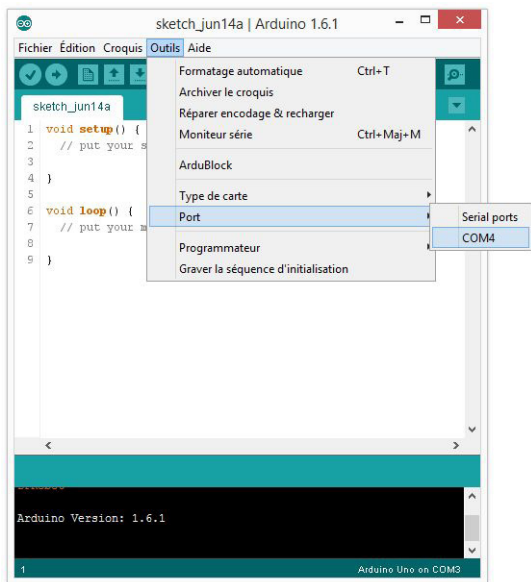 sketch_jun14a | Arduino 1.6.1
Fichier Édition Croquis Outils Aide
Formatage automatique Ctrl+T
Archiver le croquis
Réparer encodage & recharger
Moniteur série Ctrl+Maj+M
ArduBlock
Type de carte
Port
Programmateur
Graver la séquence d'initialisation
Serial ports
COM4
sketch_jun14a
1 void setup() {
2 // put your s
3
4 }
5
6 void loop() {
7 // put your m
8
9 }
Arduino Version: 1.6.1
1 Arduino Uno on COM3